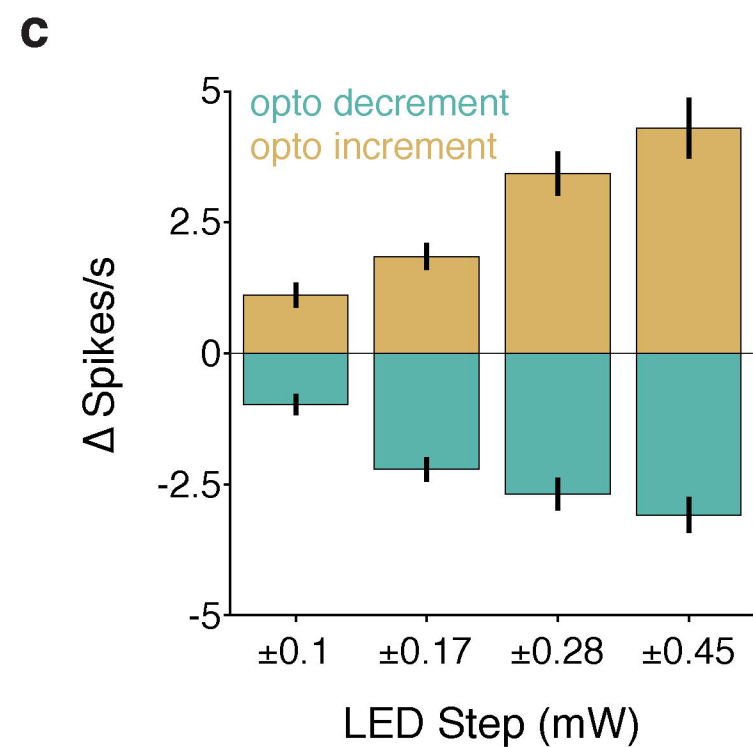 c
5
opto decrement
opto increment
2.5
0
-2.5
-5
Δ Spikes/s
±0.1 ±0.17 ±0.28 ±0.45
LED Step (mW)